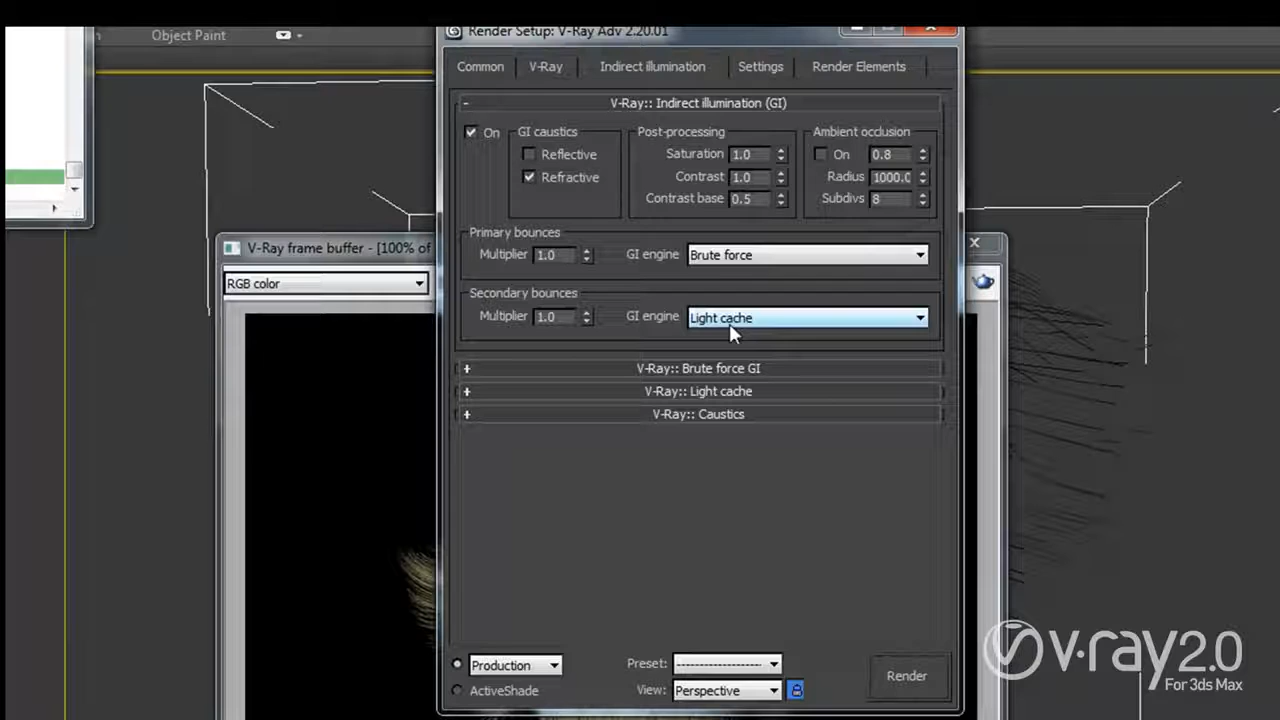 Object Paint
Render Setup: V-Ray Adv 2.20.01
Common V-Ray Indirect illumination Settings Render Elements
- V-Ray:: Indirect illumination (GI)
On
GI caustics
Reflective
Refractive
Post-processing
Saturation 1.0
Contrast 1.0
Contrast base 0.5
Ambient occlusion
On 0.8
Radius 1000.0
Subdivs 8
Primary bounces
Multiplier 1.0 GI engine Brute force
Secondary bounces
Multiplier 1.0 GI engine Light cache
+ V-Ray:: Brute force GI
+ V-Ray:: Light cache
+ V-Ray:: Caustics
V-Ray frame buffer - [100% of
RGB color
Production
ActiveShade
Preset: --------------------
View: Perspective
Render
v·ray2.0
For 3ds Max